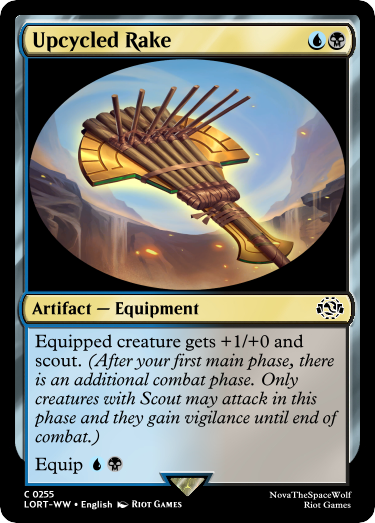 Upcycled Rake
Artifact — Equipment
Equipped creature gets +1/+0 and
scout. (After your first main phase, there
is an additional combat phase. Only
creatures with Scout may attack in this
phase and they gain vigilance until end of
combat.)
Equip
C 0255
LORT-WW • English RIOT GAMES
NovaTheSpaceWolf
Riot Games